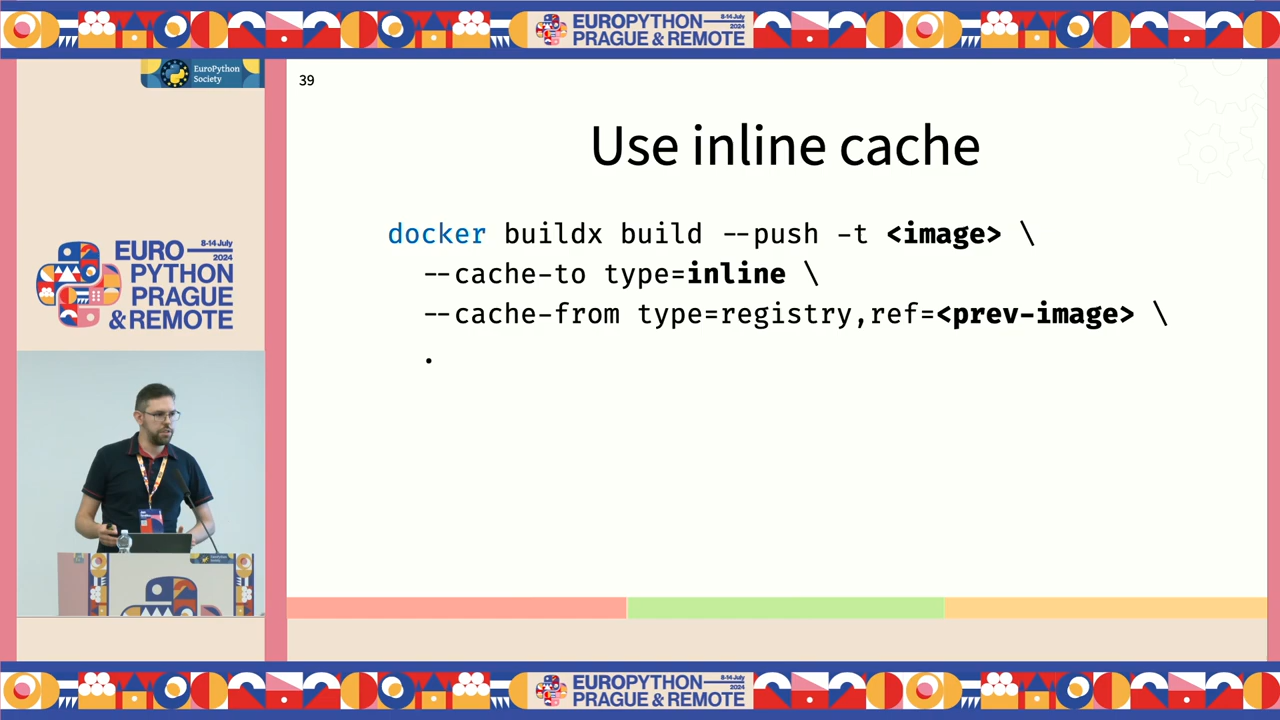 EUROPYTHON
8-14 July
2024
PRAGUE & REMOTE
EuroPython
Society
39
Use inline cache
docker buildx build --push -t <image> \
--cache-to type=inline \
--cache-from type=registry,ref=<prev-image> \
.
EURO
8-14 July
2024
PYTHON
PRAGUE
& REMOTE
EUROPYTHON
8-14 July
2024
PRAGUE & REMOTE